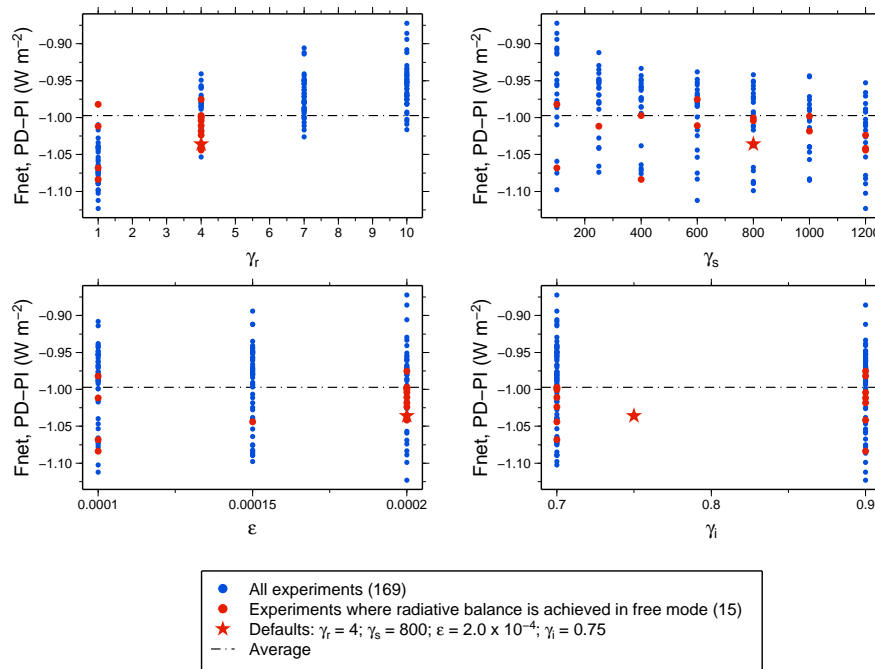 Fnet, PD−PI (W m−2)
−0.90
−0.95
−1.00
−1.05
−1.10
1 2 3 4 5 6 7 8 9 10
γr
Fnet, PD−PI (W m−2)
−0.90
−0.95
−1.00
−1.05
−1.10
200 400 600 800 1000 1200
γs
Fnet, PD−PI (W m−2)
−0.90
−0.95
−1.00
−1.05
−1.10
0.0001 0.00015 0.0002
ε
Fnet, PD−PI (W m−2)
−0.90
−0.95
−1.00
−1.05
−1.10
0.7 0.8 0.9
γi
All experiments (169)
Experiments where radiative balance is achieved in free mode (15)
Defaults: γr = 4; γs = 800; ε = 2.0 x 10−4; γi = 0.75
Average